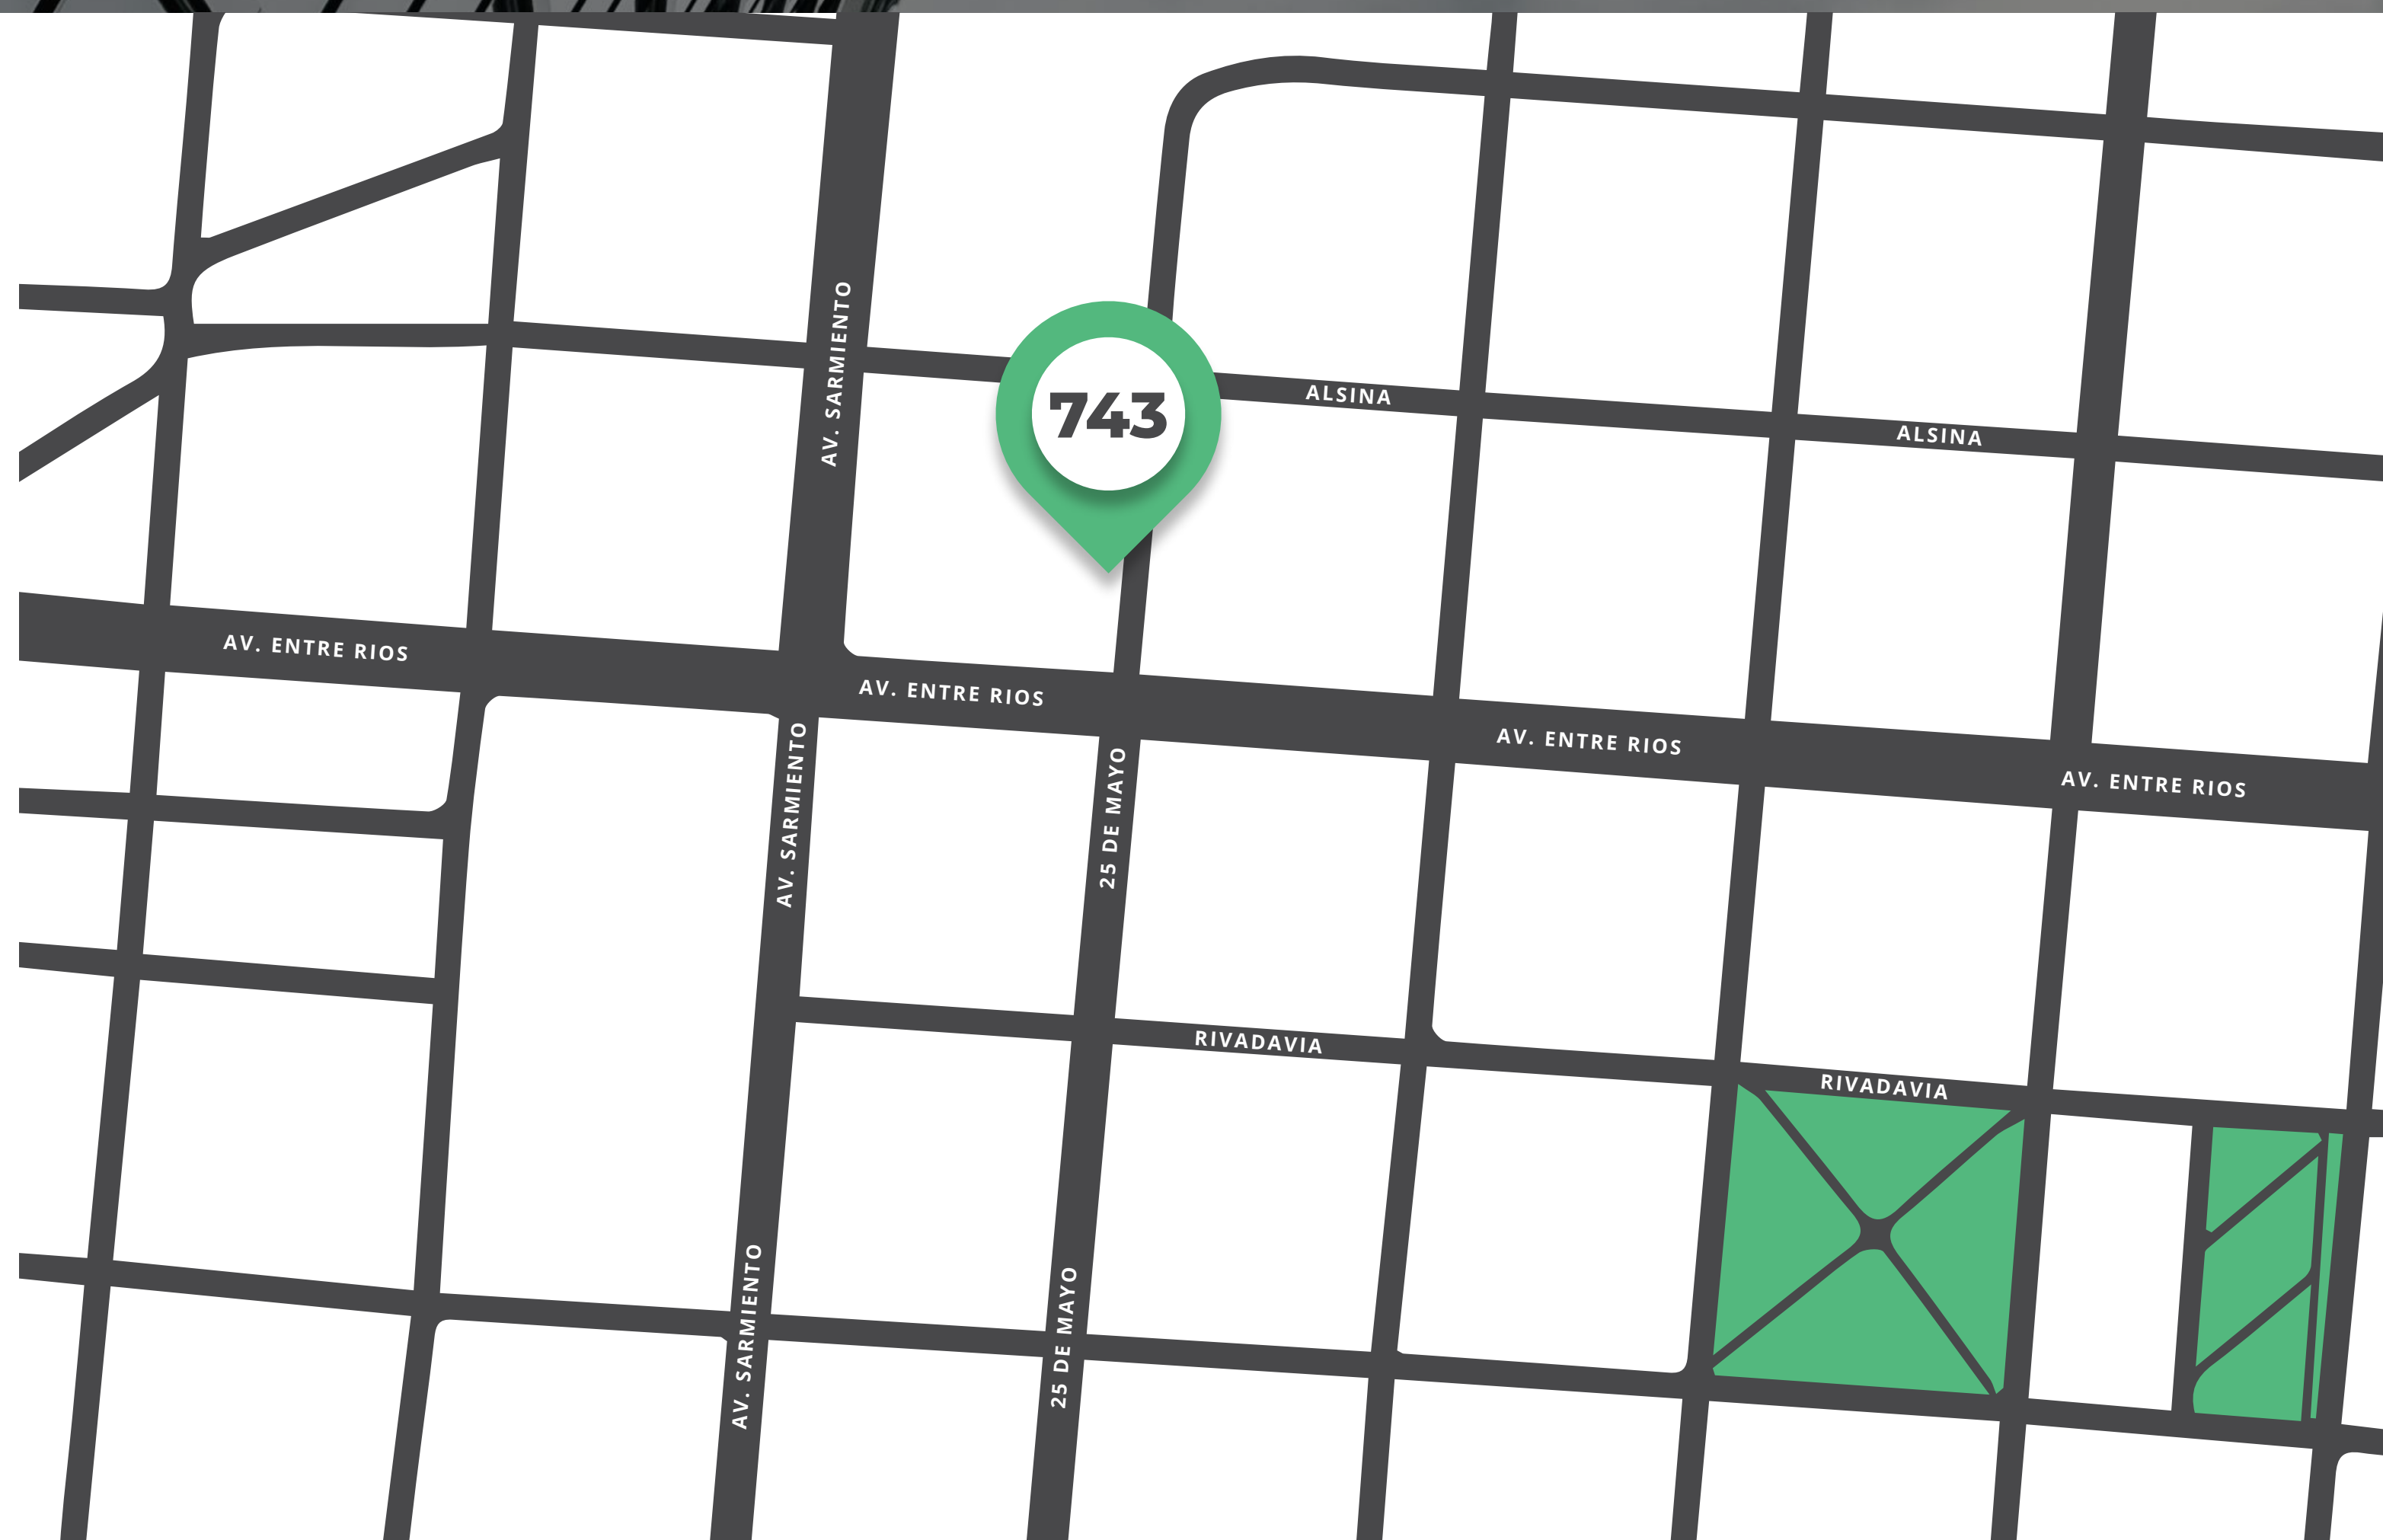 AV. SARMIENTO
743
ALSINA
ALSINA
AV. ENTRE RIOS
AV. ENTRE RIOS
AV. ENTRE RIOS
AV. ENTRE RIOS
AV. SARMIENTO
25 DE MAYO
RIVADAVIA
RIVADAVIA
AV. SARMIENTO
25 DE MAYO